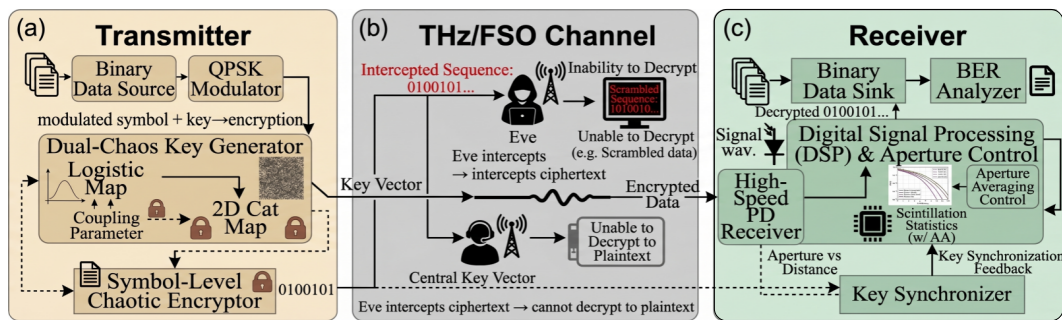 (a) Transmitter
Binary
Data Source
QPSK
Modulator
modulated symbol + key→encryption
Dual-Chaos Key Generator
Logistic
Map
Coupling
Parameter
2D Cat
Map
Symbol-Level
Chaotic Encryptor
0100101
(b) THz/FSO Channel
Intercepted Sequence:
0100101...
Eve
Inability to Decrypt
Scrambled
Sequence:
1010010...
Unable to Decrypt
(e.g. Scrambled data)
Eve intercepts
→ intercepts ciphertext
Key Vector
Encrypted
Data
Unable to
Decrypt to
Plaintext
Central Key Vector
Eve intercepts ciphertext → cannot decrypt to plaintext
(c) Receiver
Binary
Data Sink
BER
Analyzer
Decrypted 0100101...
Signal
wav.
Digital Signal Processing
(DSP) & Aperture Control
High-
Speed
PD
Receiver
Aperture
Averaging
Control
Scintillation
Statistics
(w/ AA)
Aperture vs
Distance
Key Synchronization
Feedback
Key Synchronizer